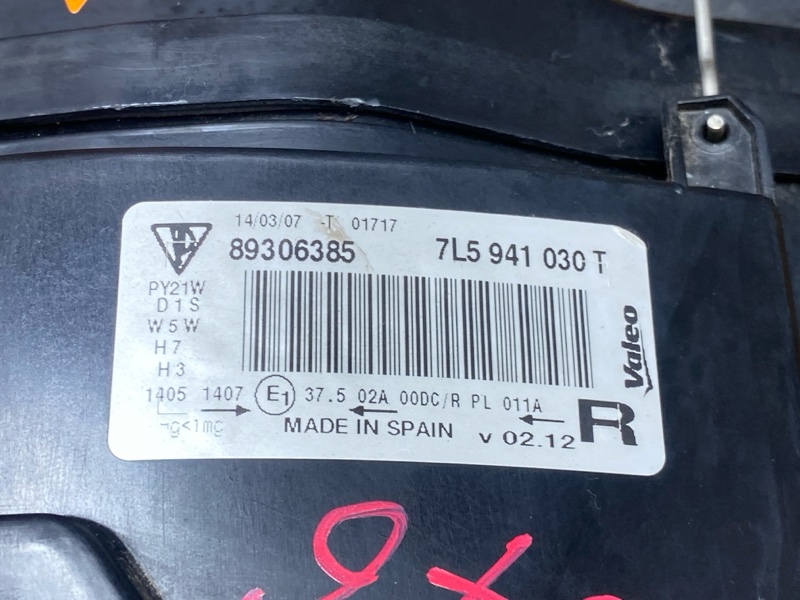 14/03/07 -T 01717
89306385 7L5 941 030 T
PY21W
D1S
W5W
H7
H3
Valeo
1405 1407 E1 37.5 02A 00DC/R PL 011A
MADE IN SPAIN v 02.12 R